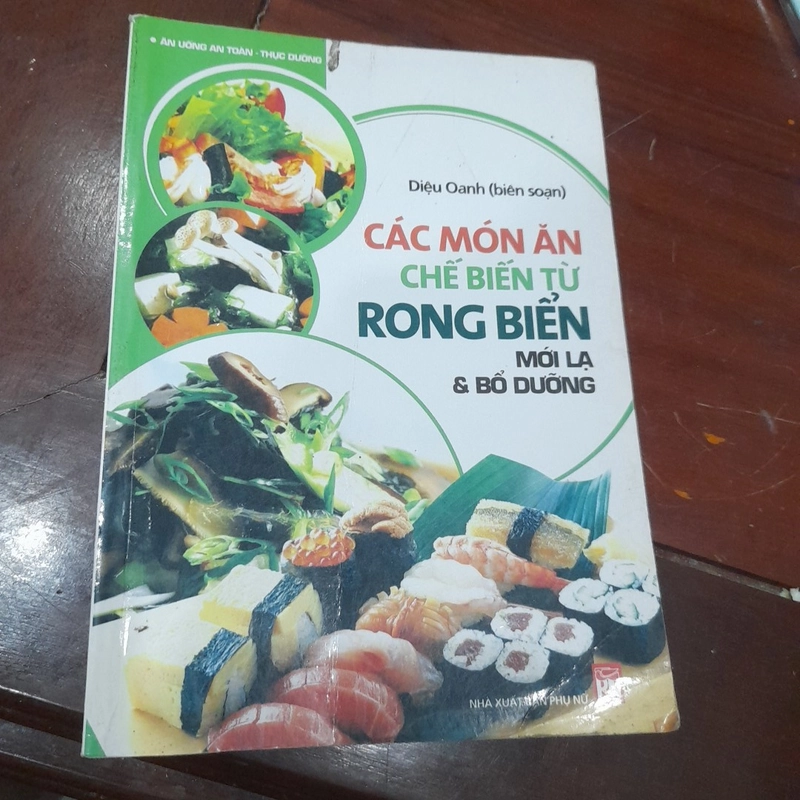 • ĂN UỐNG AN TOÀN - THỰC DƯỠNG
Diệu Oanh (biên soạn)
CÁC MÓN ĂN
CHẾ BIẾN TỪ
RONG BIỂN
MỚI LẠ
& BỔ DƯỠNG
NHÀ XUẤT BẢN PHỤ NỮ